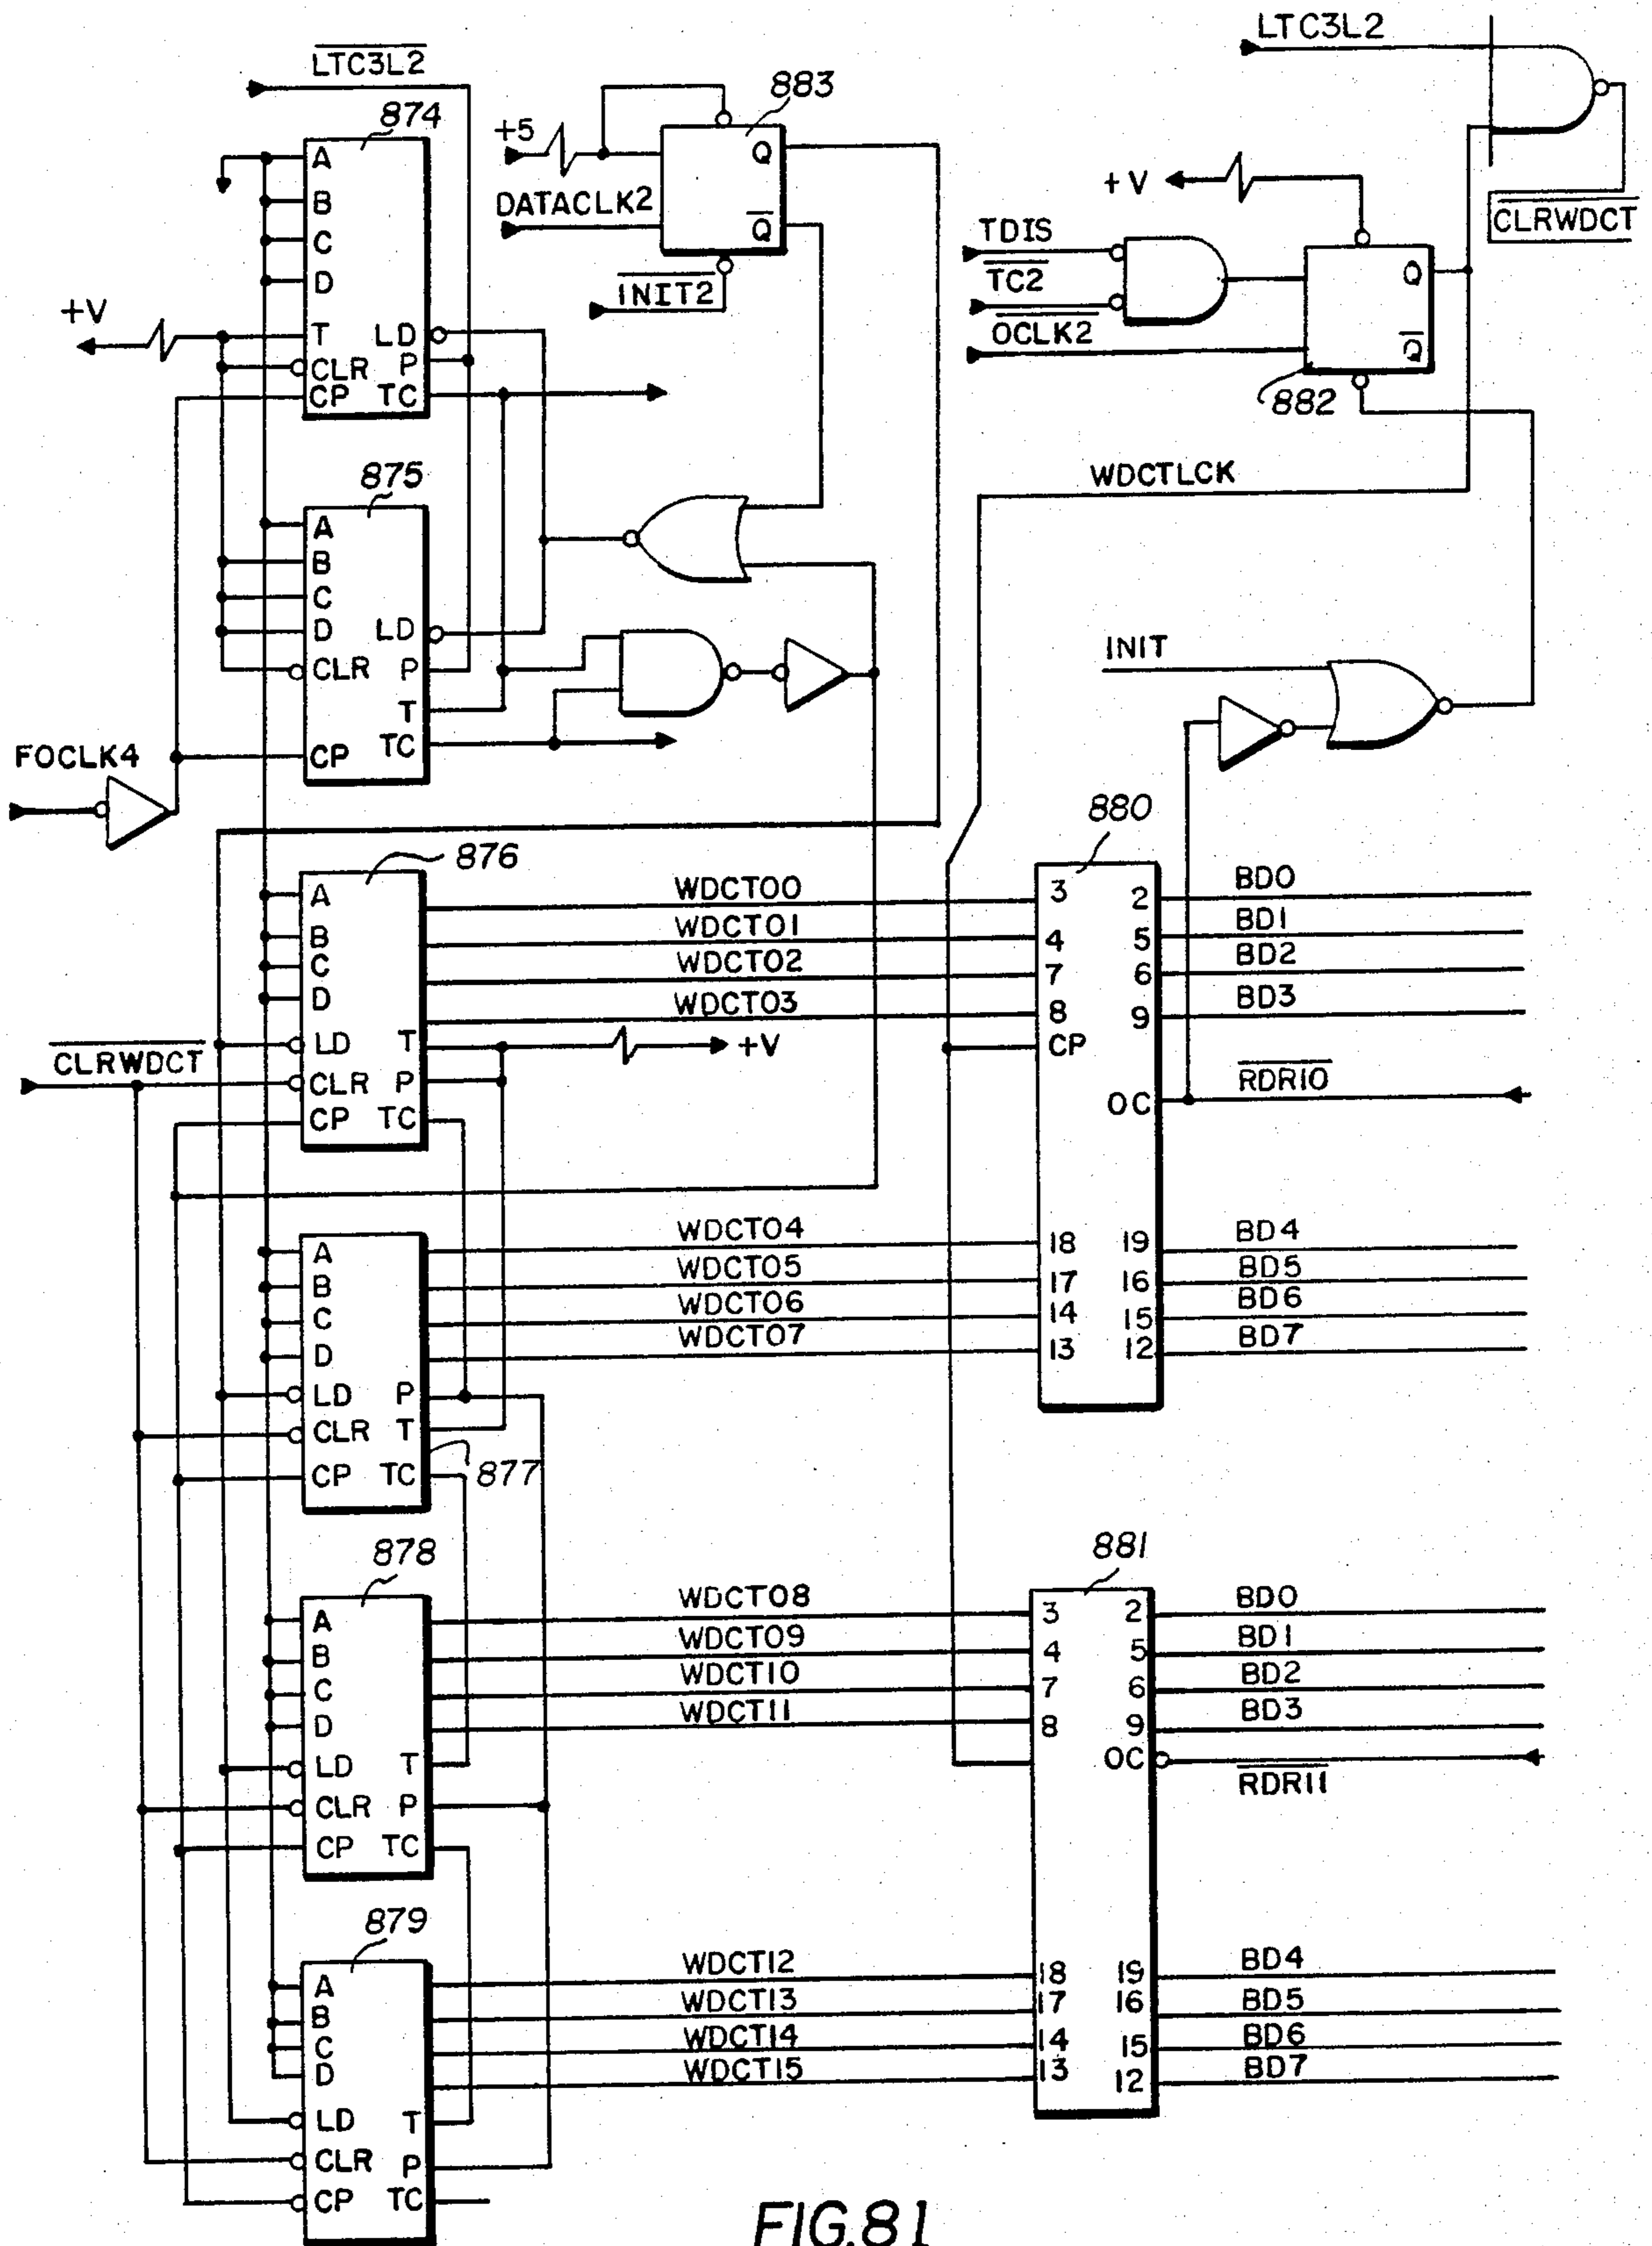 LTC3L2
LTC3L2
883
874
+5
Q
DATACLK2
Q
INIT2
A
B
C
D
+V
T LD
CLR P
CP TC
+V
CLRWDCT
TDIS
TC2
OCLK2
Q
Q
882
WDCTLCK
875
A
B
C
D LD
CLR P
T
TC
CP
FOCLK4
INIT
876
A
B
C
D
LD T
CLR P
CP TC
+V
CLRWDCT
WDCT00
WDCT01
WDCT02
WDCT03
880
3 2 BD0
4 5 BD1
7 6 BD2
8 9 BD3
CP
OC RDR10
A
B
C
D
LD P
CLR T
CP TC
877
WDCT04
WDCT05
WDCT06
WDCT07
18 19 BD4
17 16 BD5
14 15 BD6
13 12 BD7
878
A
B
C
D
LD T
CLR P
CP TC
WDCT08
WDCT09
WDCT10
WDCT11
881
3 2 BD0
4 5 BD1
7 6 BD2
8 9 BD3
OC
RDR11
879
A
B
C
D
LD T
CLR P
CP TC
WDCT12
WDCT13
WDCT14
WDCT15
18 19 BD4
17 16 BD5
14 15 BD6
13 12 BD7
FIG.81